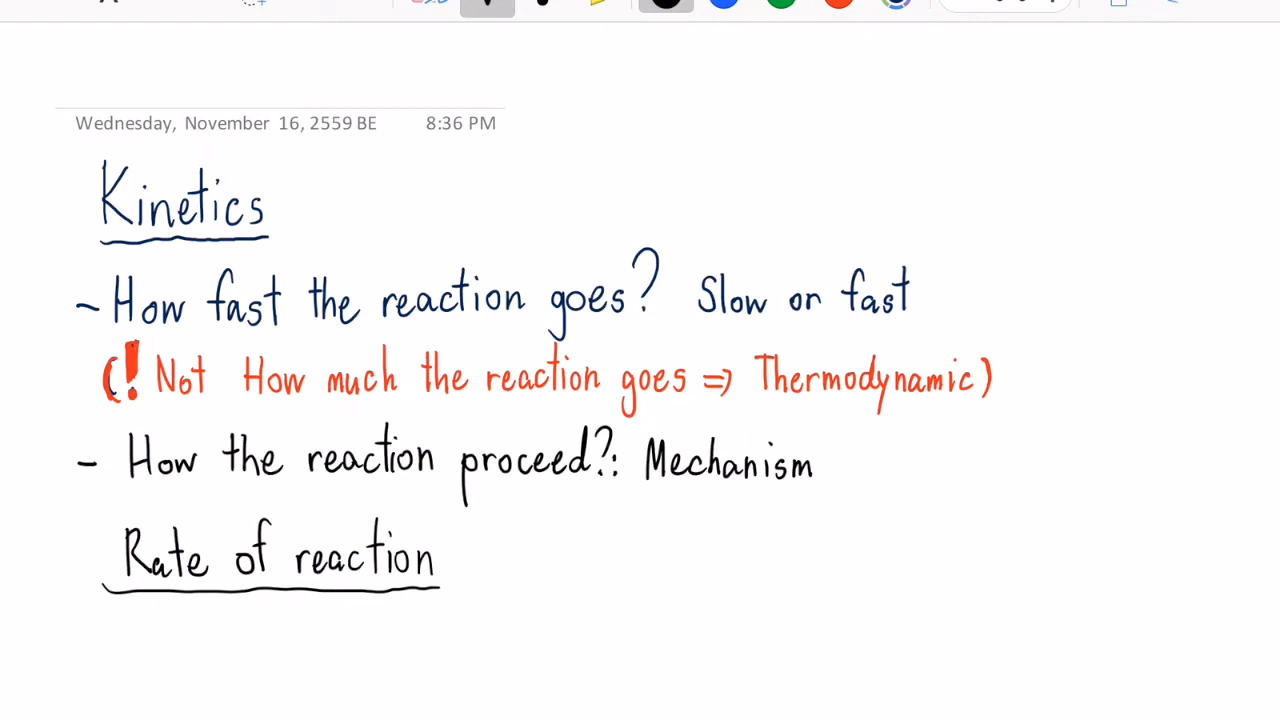 Wednesday, November 16, 2559 BE 8:36 PM
Kinetics
- How fast the reaction goes? Slow or fast
(! Not How much the reaction goes ⇒ Thermodynamic)
- How the reaction proceed?: Mechanism
Rate of reaction